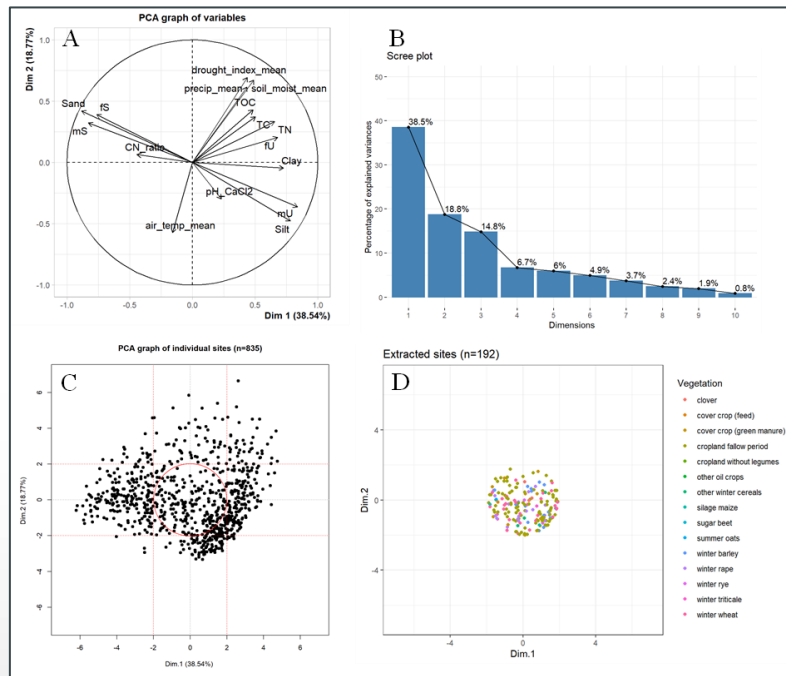 PCA graph of variables
A
Dim 2 (18.77%)
1.0
0.5
0.0
-0.5
-1.0
drought_index_mean
precip_mean soil_moist_mean
TOC
Sand
fS
mS
TC
TN
fU
CN_ratio
Clay
pH_CaCl2
mU
air_temp_mean
Silt
-1.0 -0.5 0.0 0.5 1.0
Dim 1 (38.54%)
B
Scree plot
Percentage of explained variances
50
40
30
20
10
0
38.5%
18.8%
14.8%
6.7%
6%
4.9%
3.7%
2.4%
1.9%
0.8%
1 2 3 4 5 6 7 8 9 10
Dimensions
PCA graph of individual sites (n=835)
C
Dim.2 (18.77%)
6
4
2
0
-2
-4
-6
-6 -4 -2 0 2 4 6
Dim.1 (38.54%)
Extracted sites (n=192)
D
Dim.2
4
0
-4
-4 0 4
Dim.1
Vegetation
clover
cover crop (feed)
cover crop (green manure)
cropland fallow period
cropland without legumes
other oil crops
other winter cereals
silage maize
sugar beet
summer oats
winter barley
winter rape
winter rye
winter triticale
winter wheat